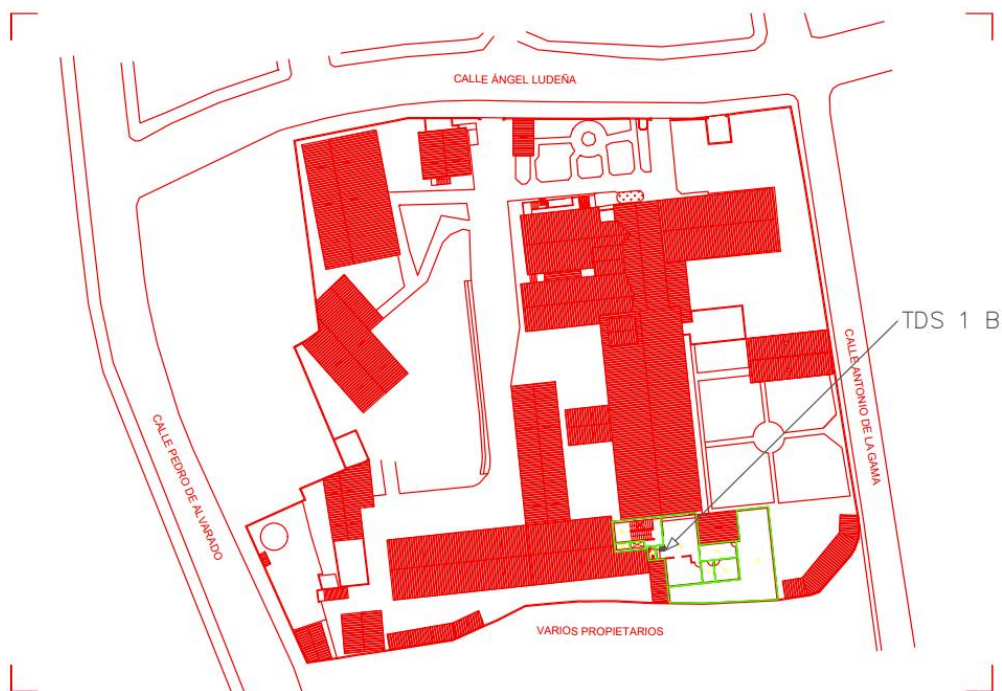 CALLE ÁNGEL LUDEÑA
TDS 1 B
CALLE ANTONIO DE LA GAMA
CALLE PEDRO DE ALVARADO
VARIOS PROPIETARIOS